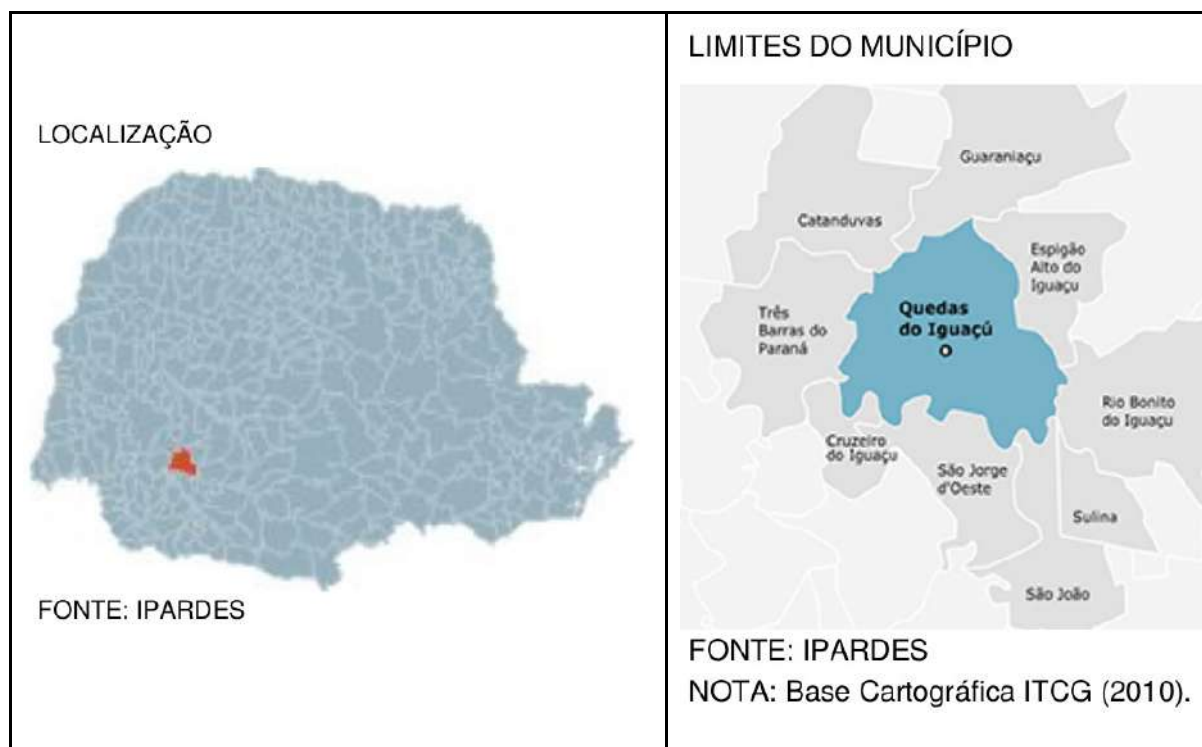 LOCALIZAÇÃO
FONTE: IPARDES
LIMITES DO MUNICÍPIO
Guaraniaçu
Catanduvas
Espigão
Alto do
Iguaçu
Três
Barras do
Paraná
Quedas
do Iguaçú
Rio Bonito
do Iguaçu
Cruzeiro
do Iguaçu
São Jorge
d'Oeste
Sulina
São João
FONTE: IPARDES
NOTA: Base Cartográfica ITCG (2010).